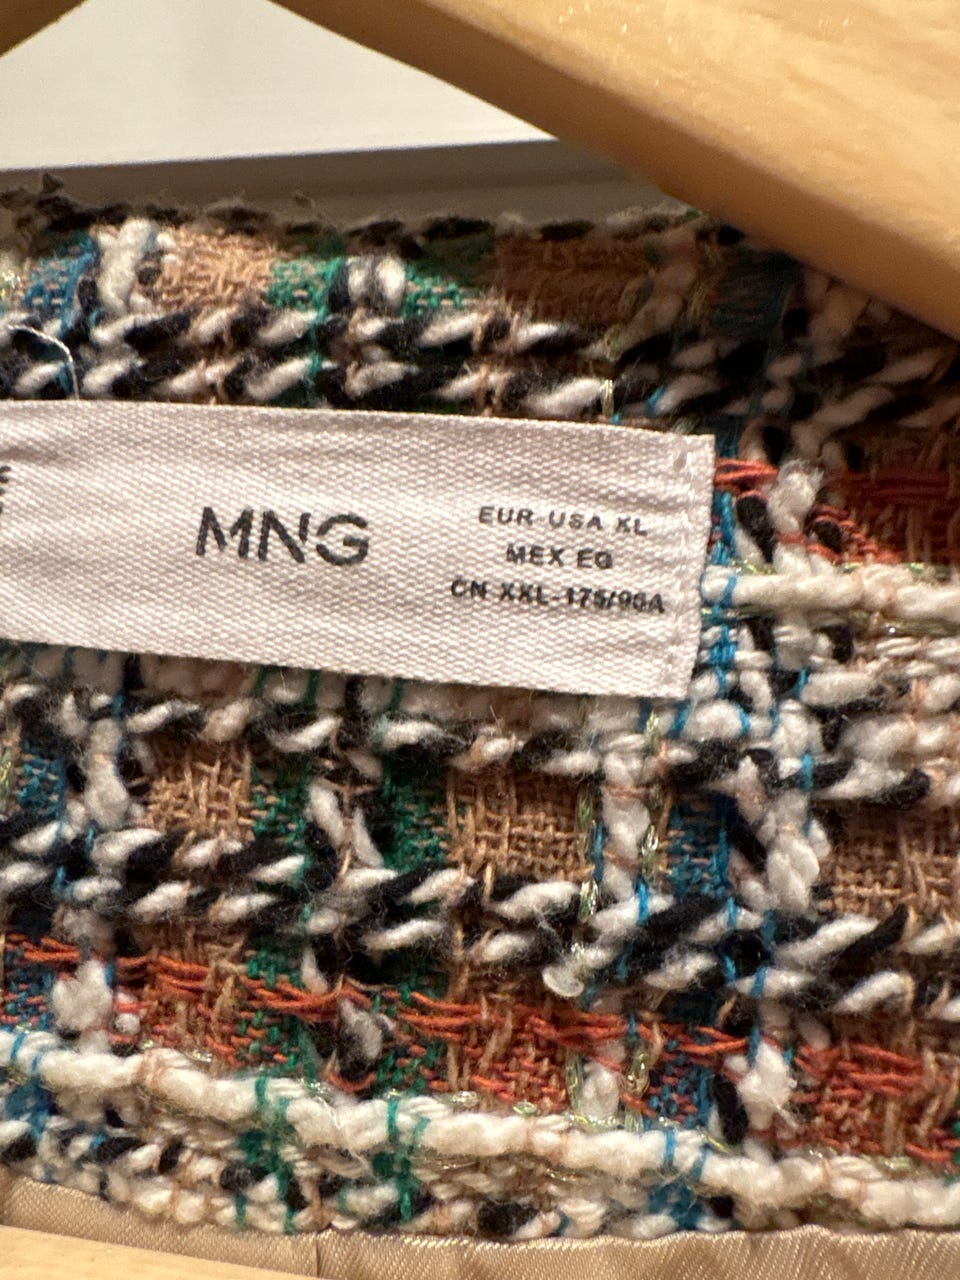 MNG
EUR-USA XL
MEX EG
CN XXL-175/96A